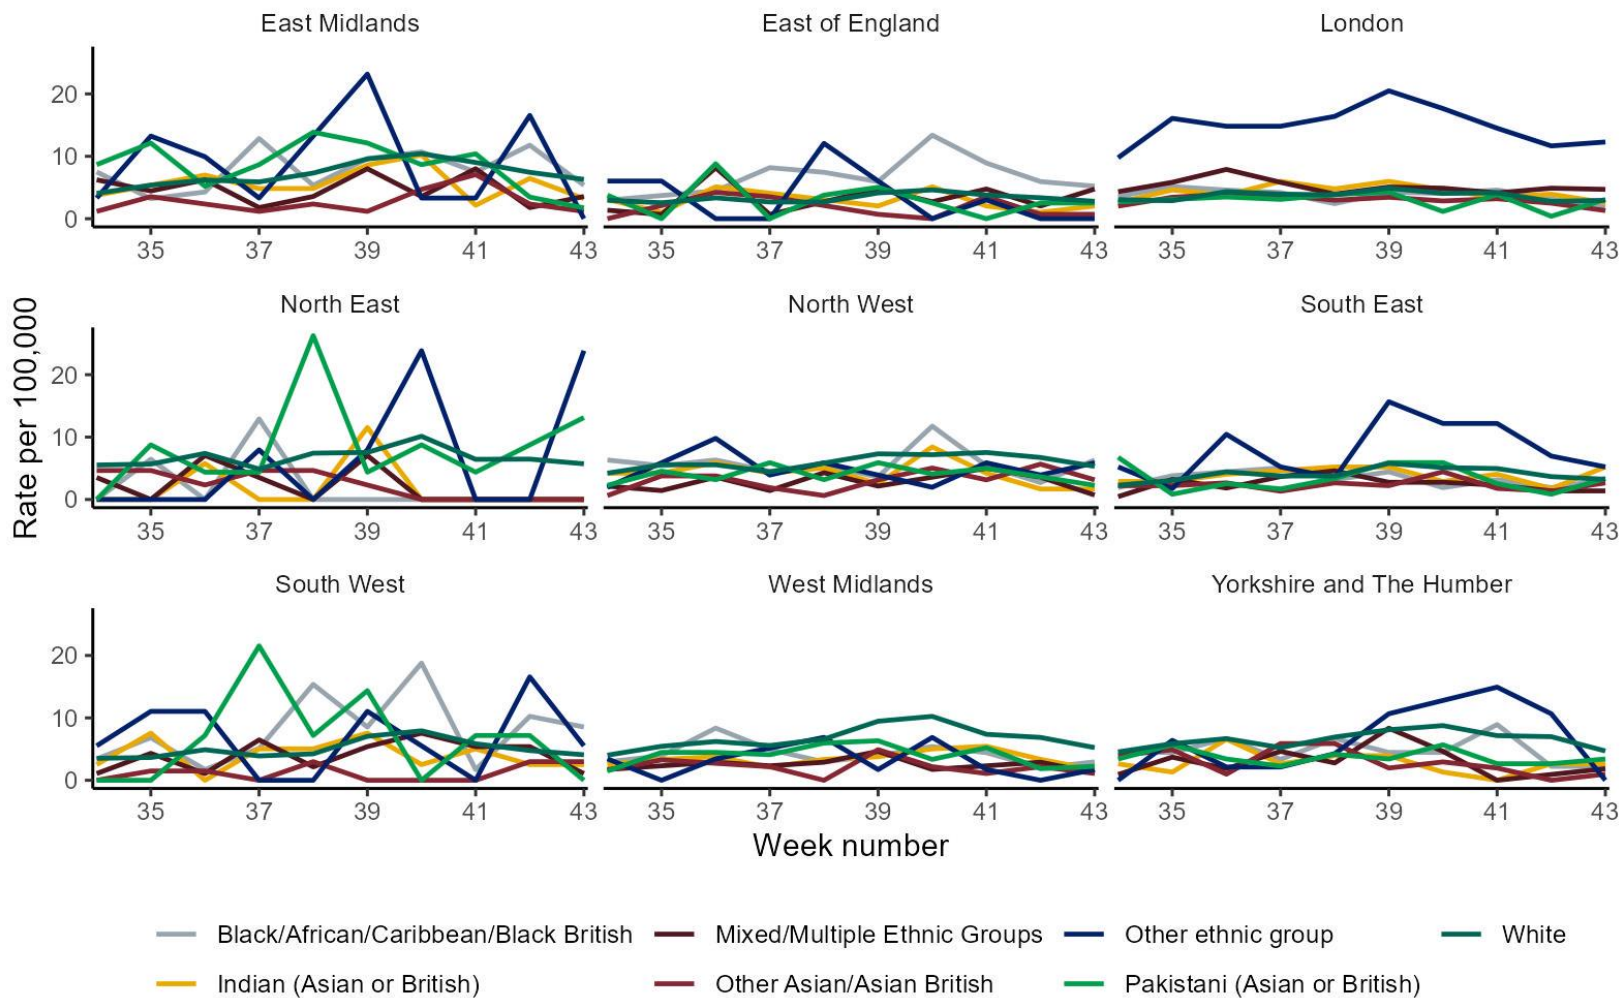 East Midlands East of England London
20
10
0
35 37 39 41 43 35 37 39 41 43 35 37 39 41 43
North East North West South East
Rate per 100,000
20
10
0
35 37 39 41 43 35 37 39 41 43 35 37 39 41 43
South West West Midlands Yorkshire and The Humber
20
10
0
35 37 39 41 43 35 37 39 41 43 35 37 39 41 43
Week number
Black/African/Caribbean/Black British Mixed/Multiple Ethnic Groups Other ethnic group White
Indian (Asian or British) Other Asian/Asian British Pakistani (Asian or British)